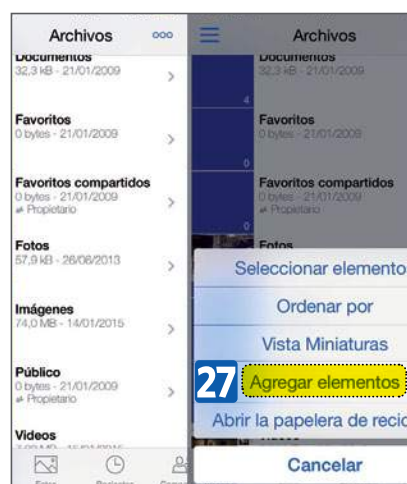 Archivos
Documentos
32,3 kB - 21/01/2009
Favoritos
0 bytes - 21/01/2009
Favoritos compartidos
0 bytes - 21/01/2009
Propietario
Fotos
57,9 kB - 26/06/2013
Imágenes
74,0 MB - 14/01/2015
Público
0 bytes - 21/01/2009
Propietario
Videos
Archivos
Documentos
32,3 kB - 21/01/2009
4
Favoritos
0 bytes - 21/01/2009
0
Favoritos compartidos
0 bytes - 21/01/2009
Propietario
0
Fotos
Seleccionar elemento
Ordenar por
Vista Miniaturas
27 Agregar elementos
Abrir la papelera de recic
Cancelar